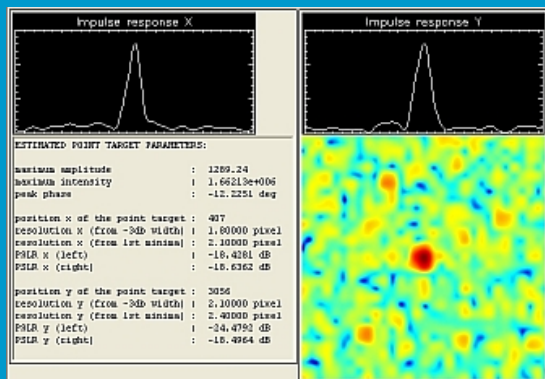 Impulse response X
Impulse response Y
ESTIMATED POINT TARGET PARAMETERS:
maximum amplitude : 1289.24
maximum intensity : 1.66213e+006
peak phase : -12.2251 deg
position x of the point target : 407
resolution x (from -3db width) : 1.80000 pixel
resolution x (from 1st minima) : 2.10000 pixel
PSLR x (left) : -18.4281 dB
PSLR x (right) : -18.6362 dB
position y of the point target : 3056
resolution y (from -3db width) : 2.10000 pixel
resolution y (from 1st minima) : 2.40000 pixel
PSLR y (left) : -24.4792 dB
PSLR y (right) : -18.4964 dB